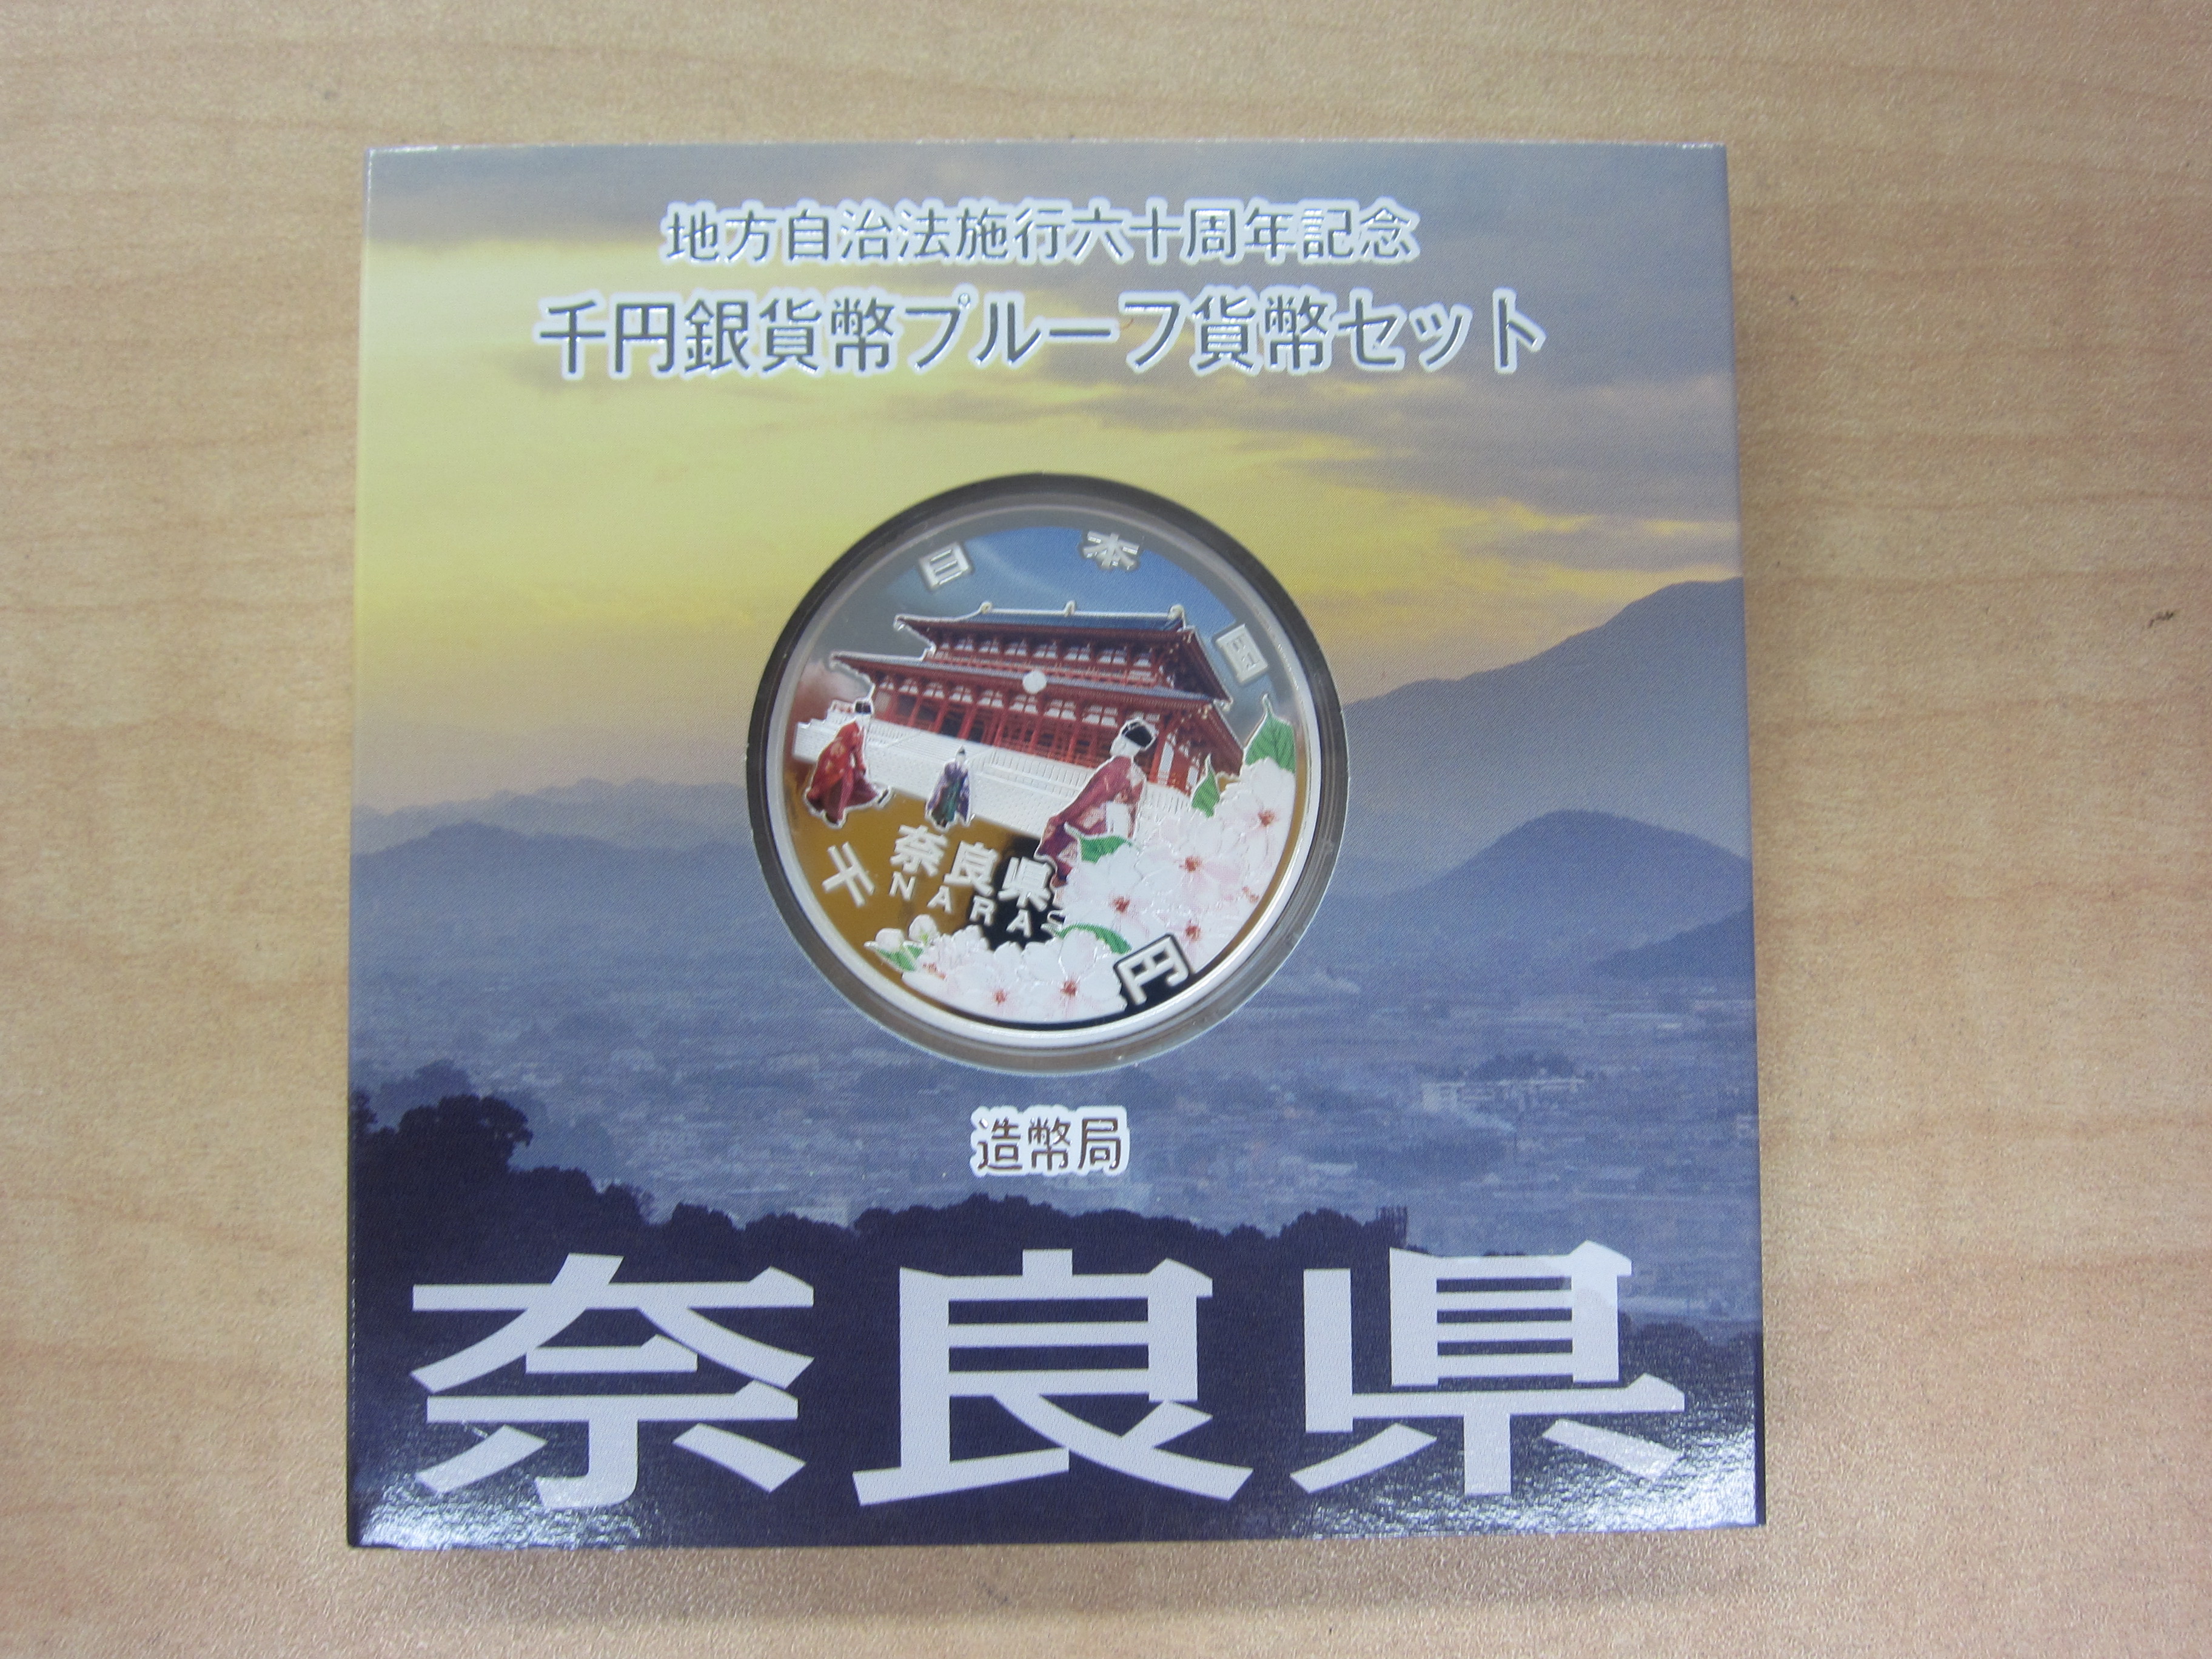 地方自治法施行六十周年記念
千円銀貨幣プルーフ貨幣セット
日本国
奈良県
NARA
千円
造幣局
奈良県